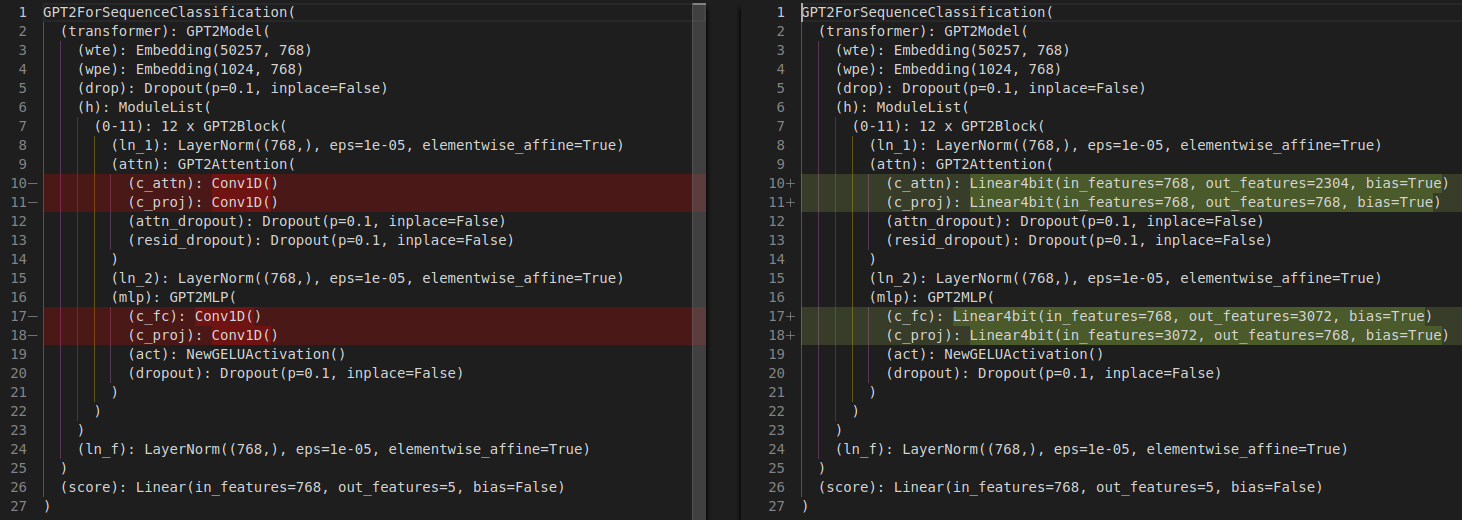 1 GPT2ForSequenceClassification(
2 (transformer): GPT2Model(
3 (wte): Embedding(50257, 768)
4 (wpe): Embedding(1024, 768)
5 (drop): Dropout(p=0.1, inplace=False)
6 (h): ModuleList(
7 (0-11): 12 x GPT2Block(
8 (ln_1): LayerNorm((768,), eps=1e-05, elementwise_affine=True)
9 (attn): GPT2Attention(
10− (c_attn): Conv1D()
11− (c_proj): Conv1D()
12 (attn_dropout): Dropout(p=0.1, inplace=False)
13 (resid_dropout): Dropout(p=0.1, inplace=False)
14 )
15 (ln_2): LayerNorm((768,), eps=1e-05, elementwise_affine=True)
16 (mlp): GPT2MLP(
17− (c_fc): Conv1D()
18− (c_proj): Conv1D()
19 (act): NewGELUActivation()
20 (dropout): Dropout(p=0.1, inplace=False)
21 )
22 )
23 )
24 (ln_f): LayerNorm((768,), eps=1e-05, elementwise_affine=True)
25 )
26 (score): Linear(in_features=768, out_features=5, bias=False)
27 )
1 GPT2ForSequenceClassification(
2 (transformer): GPT2Model(
3 (wte): Embedding(50257, 768)
4 (wpe): Embedding(1024, 768)
5 (drop): Dropout(p=0.1, inplace=False)
6 (h): ModuleList(
7 (0-11): 12 x GPT2Block(
8 (ln_1): LayerNorm((768,), eps=1e-05, elementwise_affine=True)
9 (attn): GPT2Attention(
10+ (c_attn): Linear4bit(in_features=768, out_features=2304, bias=True)
11+ (c_proj): Linear4bit(in_features=768, out_features=768, bias=True)
12 (attn_dropout): Dropout(p=0.1, inplace=False)
13 (resid_dropout): Dropout(p=0.1, inplace=False)
14 )
15 (ln_2): LayerNorm((768,), eps=1e-05, elementwise_affine=True)
16 (mlp): GPT2MLP(
17+ (c_fc): Linear4bit(in_features=768, out_features=3072, bias=True)
18+ (c_proj): Linear4bit(in_features=3072, out_features=768, bias=True)
19 (act): NewGELUActivation()
20 (dropout): Dropout(p=0.1, inplace=False)
21 )
22 )
23 )
24 (ln_f): LayerNorm((768,), eps=1e-05, elementwise_affine=True)
25 )
26 (score): Linear(in_features=768, out_features=5, bias=False)
27 )